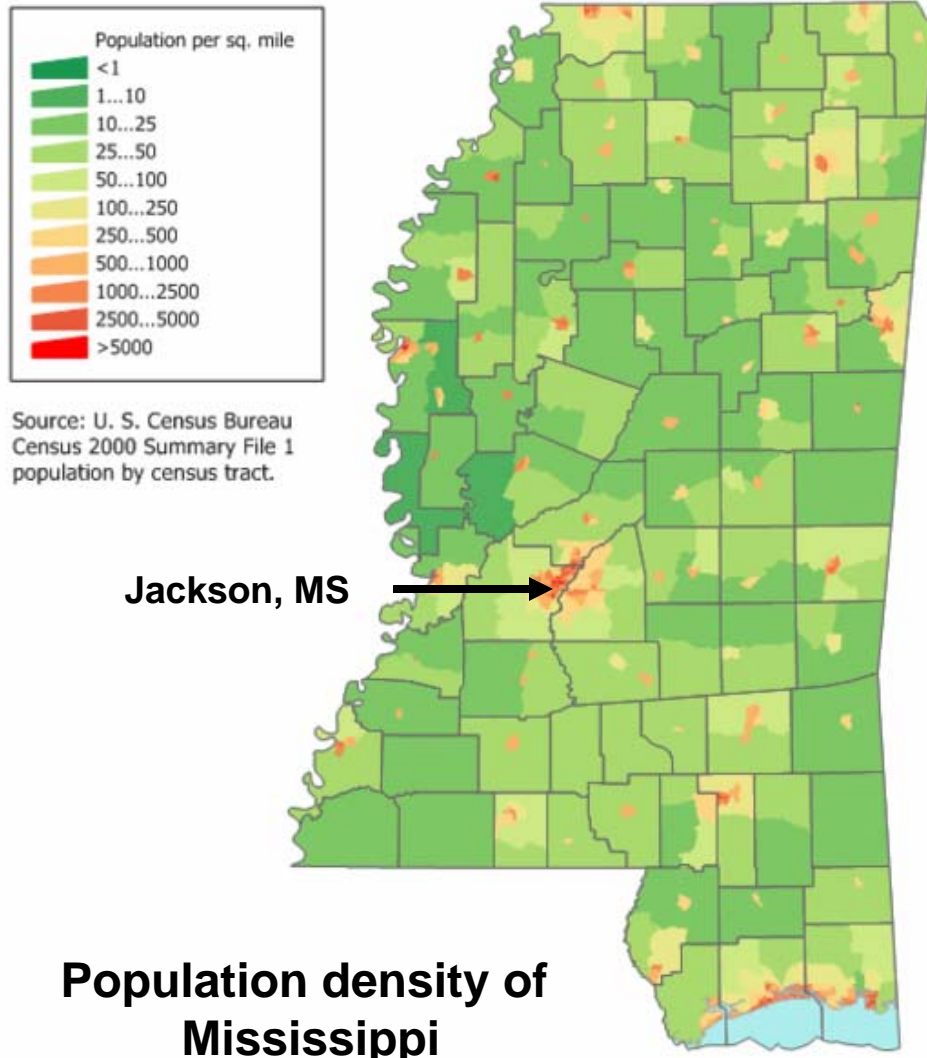 Population per sq. mile
<1
1...10
10...25
25...50
50...100
100...250
250...500
500...1000
1000...2500
2500...5000
>5000
Source: U. S. Census Bureau
Census 2000 Summary File 1
population by census tract.
Jackson, MS
Population density of
Mississippi